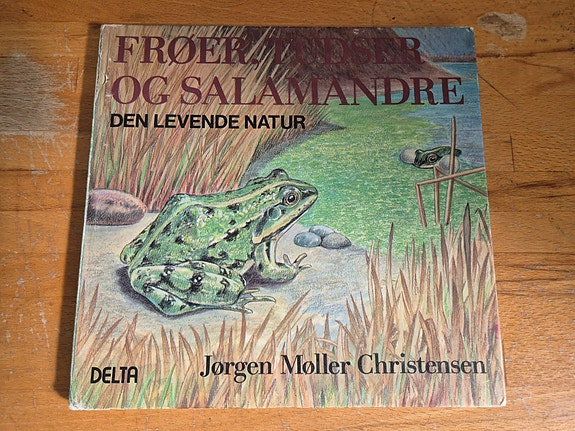 FRØER, TUDSER
OG SALAMANDRE
DEN LEVENDE NATUR
Jørgen Møller Christensen
DELTA